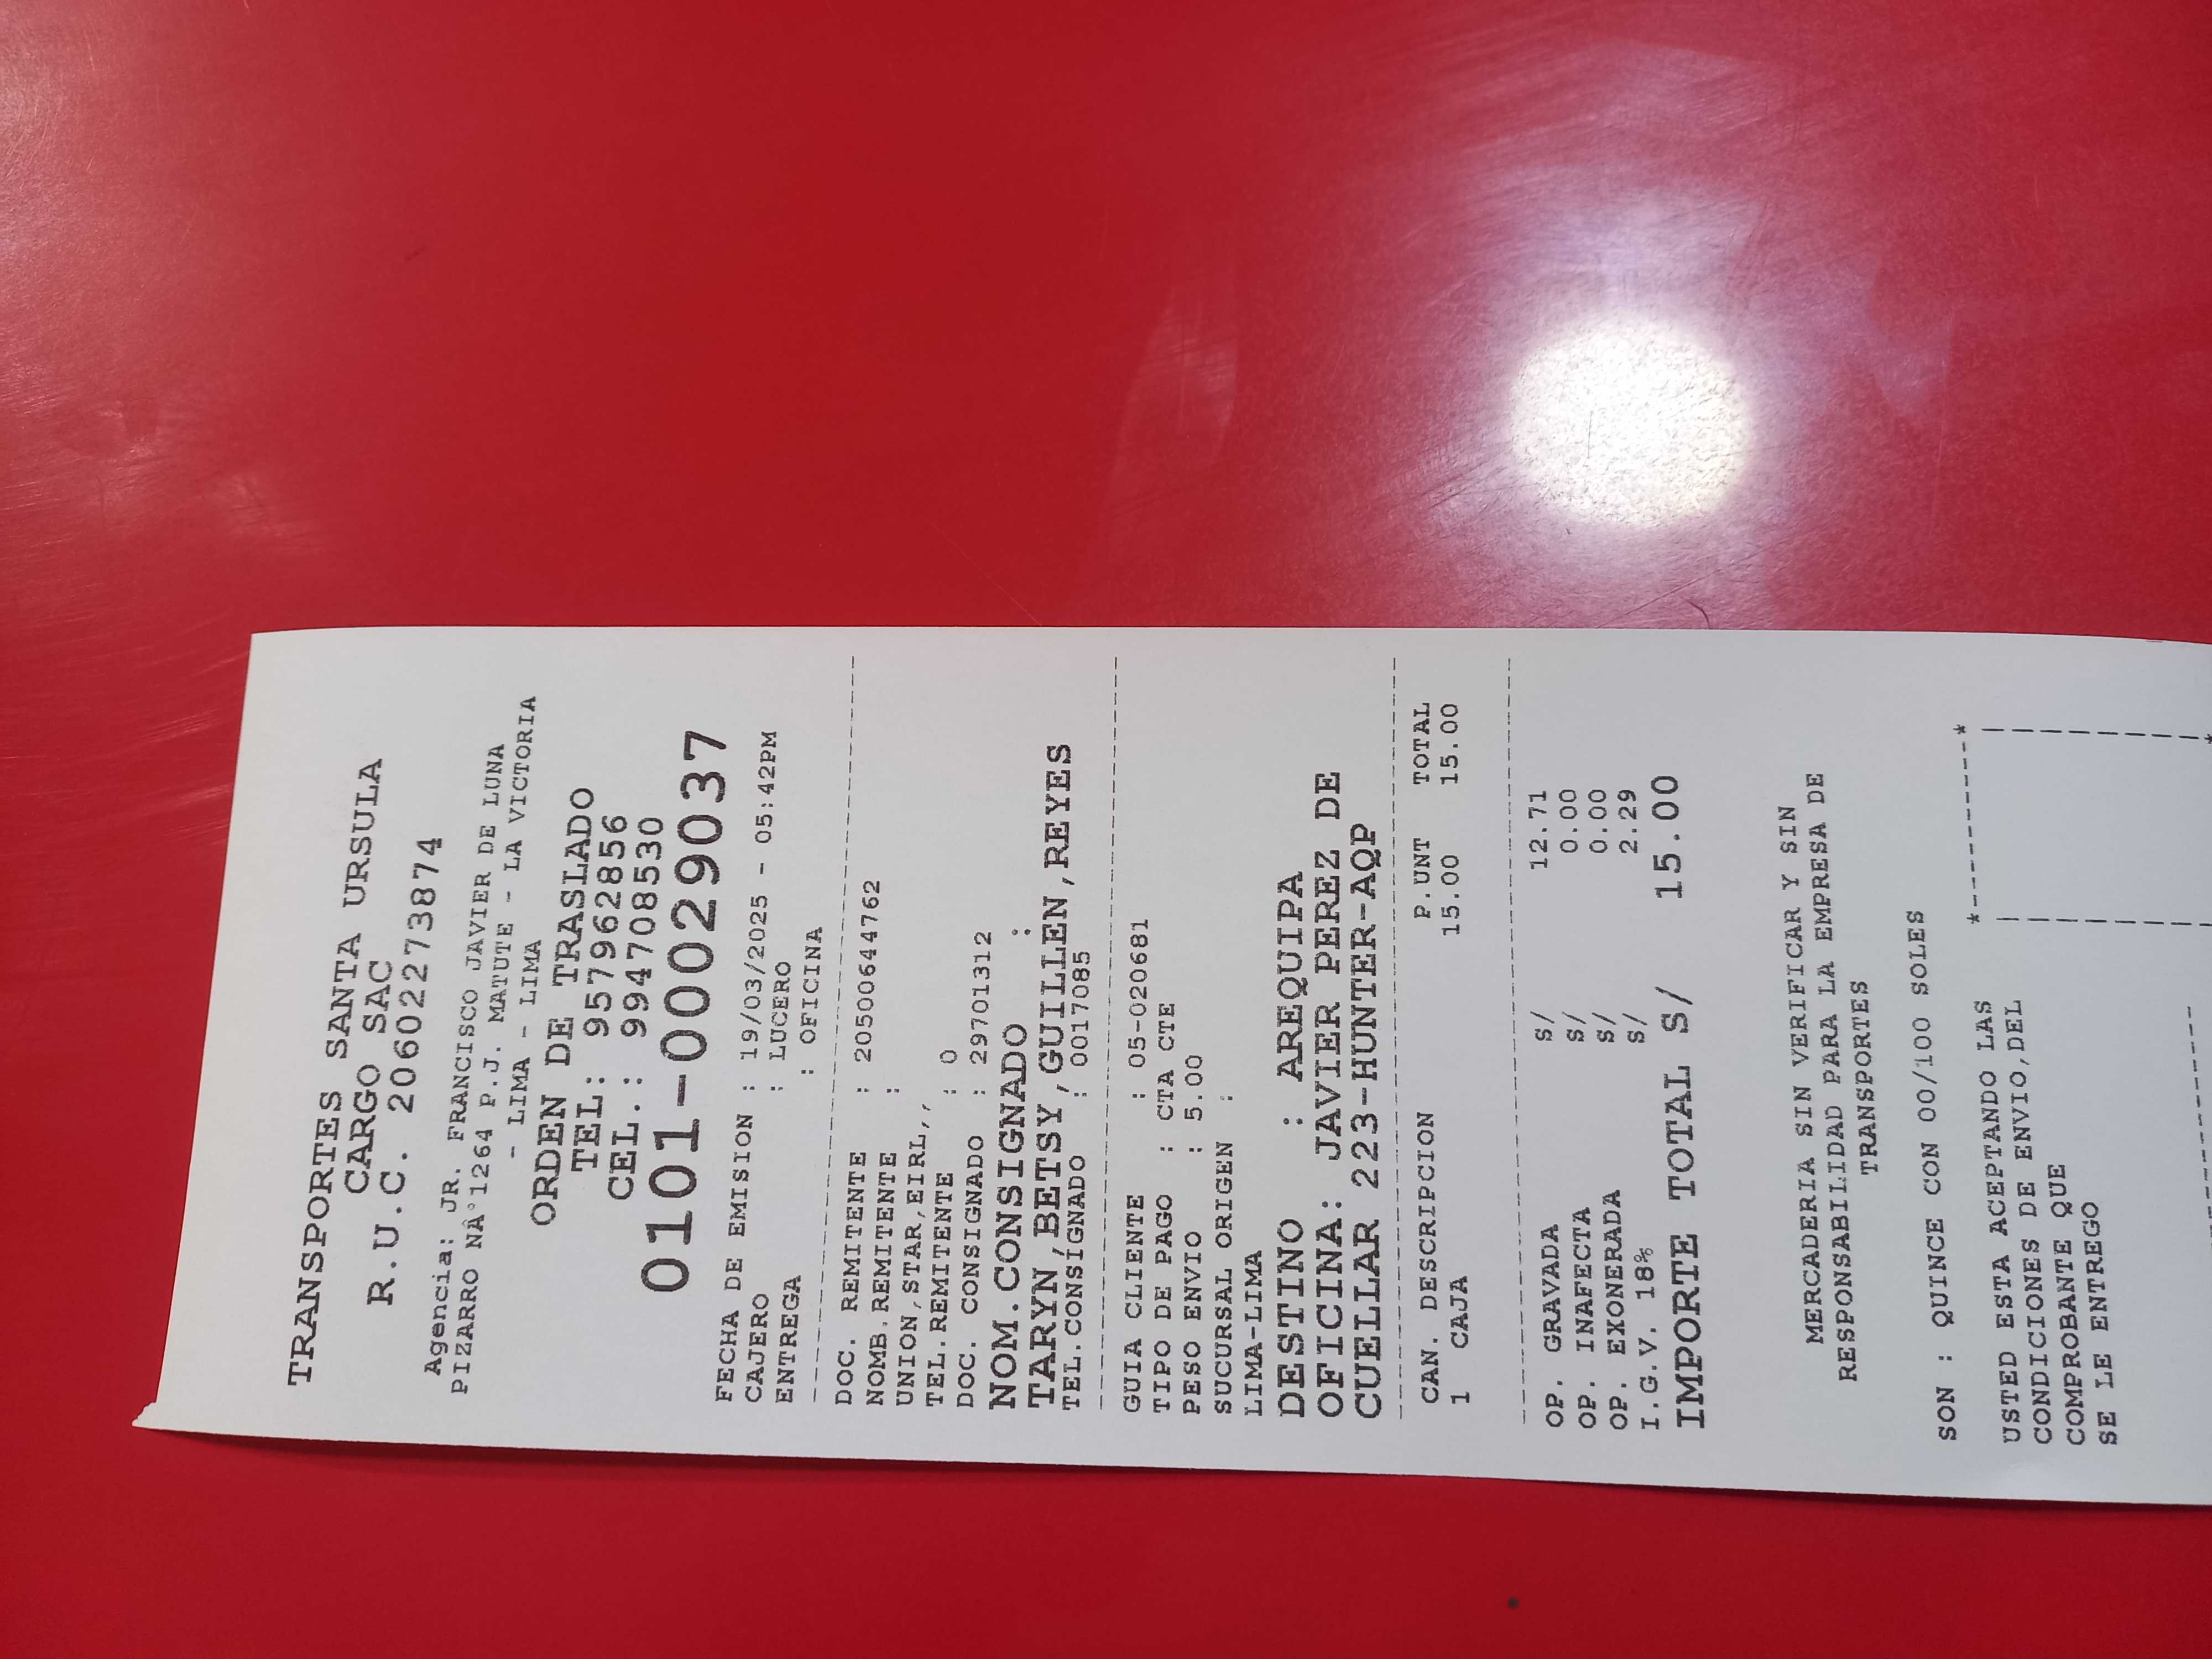 TRANSPORTES SANTA URSULA
CARGO SAC
R.U.C. 20602273874
Agencia: JR. FRANCISCO JAVIER DE LUNA
PIZARRO NÂº1264 P.J. MATUTE - LA VICTORIA
- LIMA - LIMA
ORDEN DE TRASLADO
TEL: 957962856
CEL.: 994708530
0101-00029037
FECHA DE EMISION : 19/03/2025 - 05:42PM
CAJERO : LUCERO
ENTREGA : OFICINA
DOC. REMITENTE : 20500644762
NOMB.REMITENTE :
UNION,STAR,EIRL,,
TEL.REMITENTE : 0
DOC. CONSIGNADO : 29701312
NOM.CONSIGNADO :
TARYN,BETSY,GUILLEN,REYES
TEL.CONSIGNADO : 00170​85
GUIA CLIENTE : 05-020681
TIPO DE PAGO : CTA CTE
PESO ENVIO : 5.00
SUCURSAL ORIGEN :
LIMA-LIMA
DESTINO : AREQUIPA
OFICINA: JAVIER PEREZ DE
CUELLAR 223-HUNTER-AQP
CAN. DESCRIPCION P.UNT TOTAL
1 CAJA 15.00 15.00
OP. GRAVADA S/ 12.71
OP. INAFECTA S/ 0.00
OP. EXONERADA S/ 0.00
I.G.V. 18% S/ 2.29
IMPORTE TOTAL S/ 15.00
MERCADERIA SIN VERIFICAR Y SIN
RESPONSABILIDAD PARA LA EMPRESA DE
TRANSPORTES
SON : QUINCE CON 00/100 SOLES
USTED ESTA ACEPTANDO LAS
CONDICIONES DE ENVIO,DEL
COMPROBANTE QUE
SE LE ENTREGO